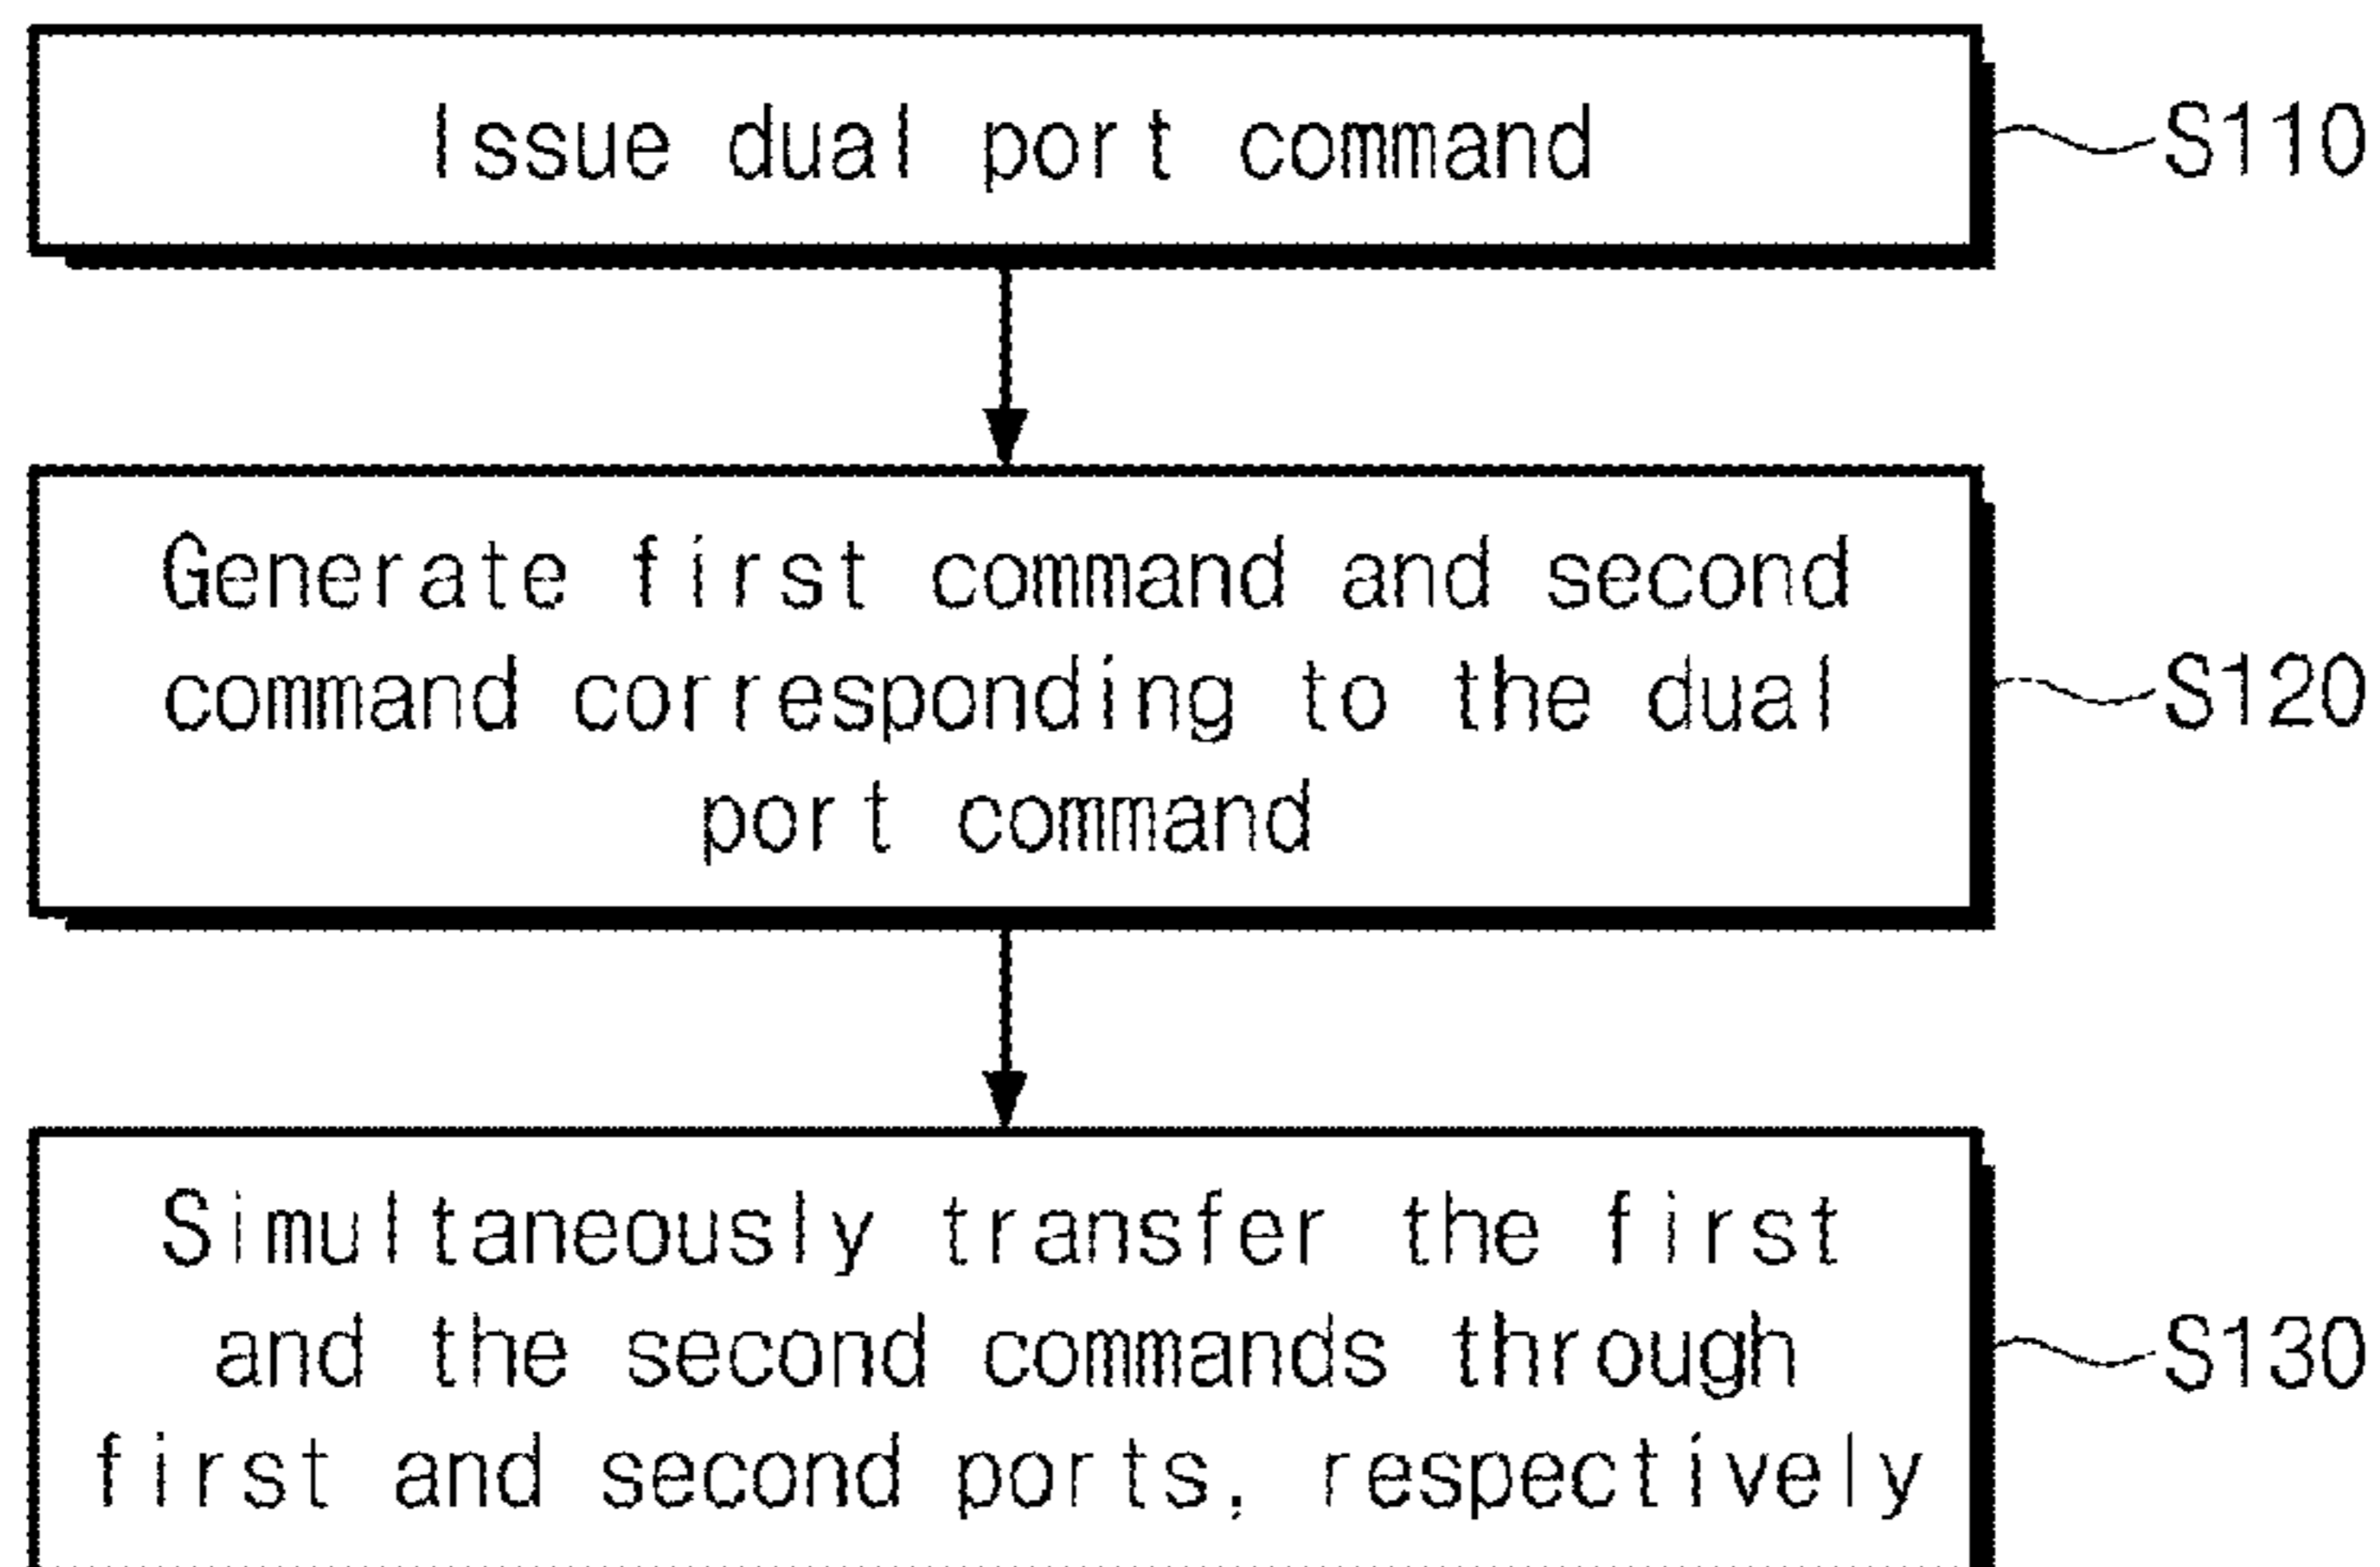 Issue dual port command
S110
Generate first command and second
command corresponding to the dual
port command
S120
Simultaneously transfer the first
and the second commands through
first and second ports, respectively
S130